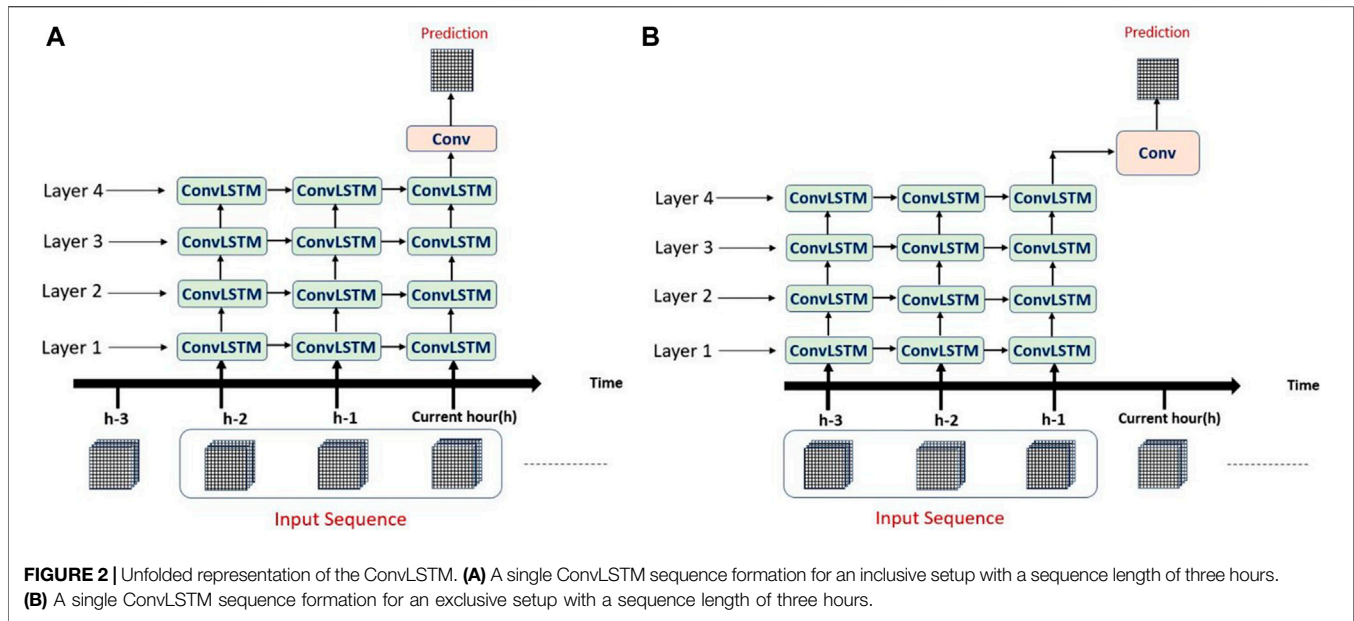 A
Prediction
Conv
Layer 4 ConvLSTM ConvLSTM ConvLSTM
Layer 3 ConvLSTM ConvLSTM ConvLSTM
Layer 2 ConvLSTM ConvLSTM ConvLSTM
Layer 1 ConvLSTM ConvLSTM ConvLSTM
Time
h-3 h-2 h-1 Current hour(h)
Input Sequence
B
Prediction
Conv
Layer 4 ConvLSTM ConvLSTM ConvLSTM
Layer 3 ConvLSTM ConvLSTM ConvLSTM
Layer 2 ConvLSTM ConvLSTM ConvLSTM
Layer 1 ConvLSTM ConvLSTM ConvLSTM
Time
h-3 h-2 h-1 Current hour(h)
Input Sequence
FIGURE 2 | Unfolded representation of the ConvLSTM. (A) A single ConvLSTM sequence formation for an inclusive setup with a sequence length of three hours.
(B) A single ConvLSTM sequence formation for an exclusive setup with a sequence length of three hours.